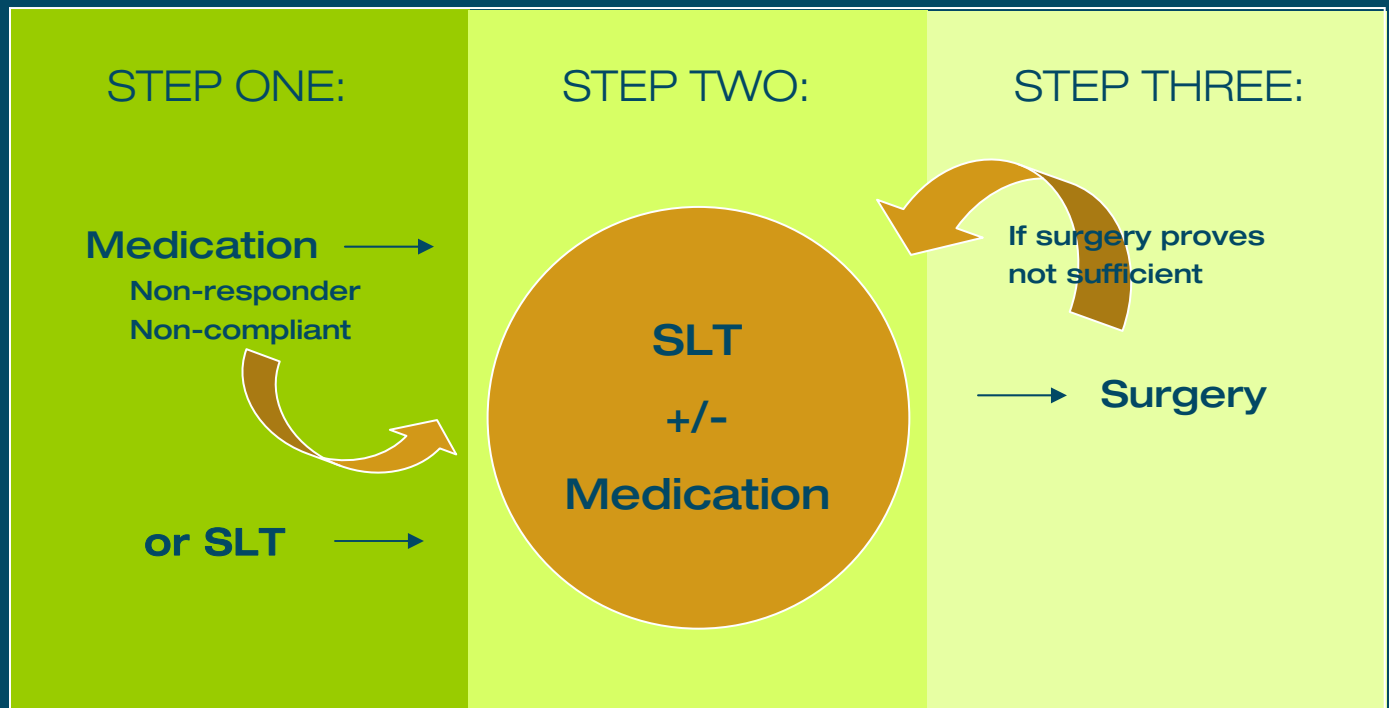 STEP ONE:
Medication
Non-responder
Non-compliant
or SLT
STEP TWO:
SLT
+/-
Medication
STEP THREE:
If surgery proves
not sufficient
Surgery